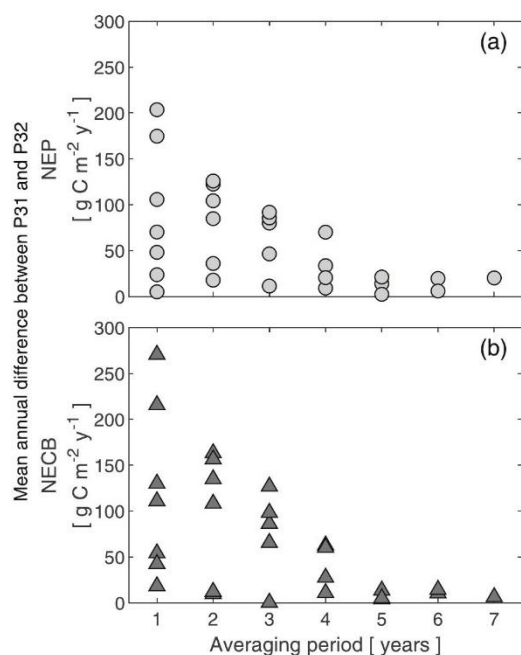 300
(a)
250
200
150
100
50
0
Mean annual difference between P31 and P32
NEP
[ g C m-2 y-1 ]
300
(b)
250
200
150
100
50
0
NECB
[ g C m-2 y-1 ]
1 2 3 4 5 6 7
Averaging period [ years ]